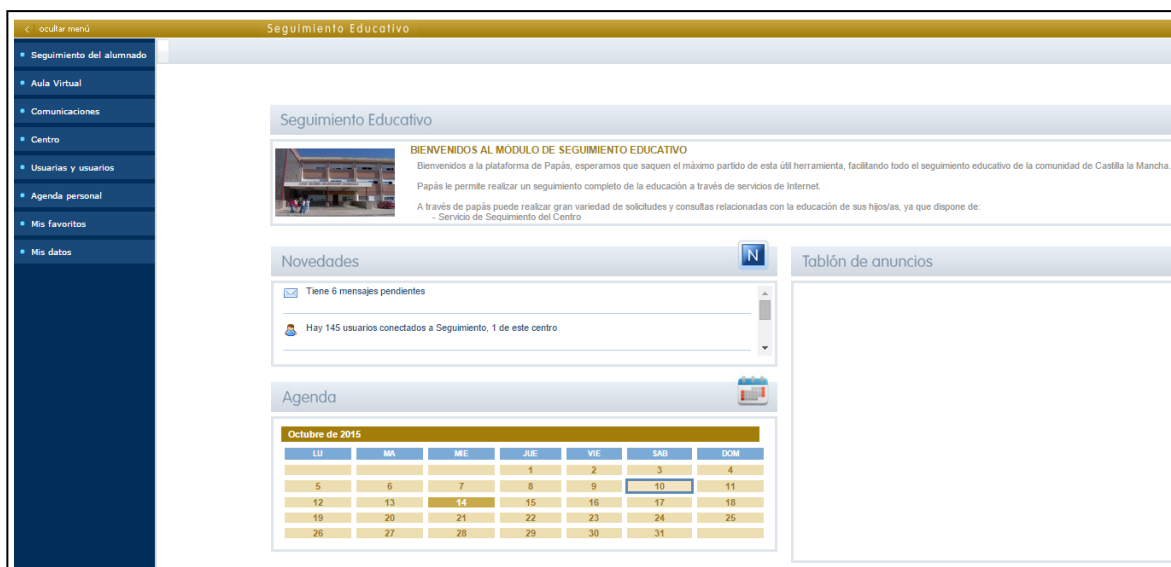 ocultar menú
Seguimiento Educativo
Seguimiento del alumnado
Aula Virtual
Comunicaciones
Centro
Usuarias y usuarios
Agenda personal
Mis favoritos
Mis datos
Seguimiento Educativo
BIENVENIDOS AL MÓDULO DE SEGUIMIENTO EDUCATIVO
Bienvenidos a la plataforma de Papás, esperamos que saquen el máximo partido de esta útil herramienta, facilitando todo el seguimiento educativo de la comunidad de Castilla la Mancha.
Papás le permite realizar un seguimiento completo de la educación a través de servicios de Internet.
A través de papás puede realizar gran variedad de solicitudes y consultas relacionadas con la educación de sus hijos/as, ya que dispone de:
- Servicio de Seguimiento del Centro
Novedades
N
Tiene 6 mensajes pendientes
Hay 145 usuarios conectados a Seguimiento, 1 de este centro
Tablón de anuncios
Agenda
Octubre de 2015
LU MA MIE JUE VIE SAB DOM
1 2 3 4
5 6 7 8 9 10 11
12 13 14 15 16 17 18
19 20 21 22 23 24 25
26 27 28 29 30 31